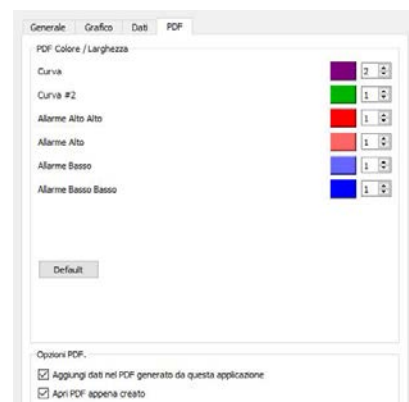 Generale Grafico Dati PDF
PDF Colore / Larghezza
Curva 2
Curva #2 1
Allarme Alto Alto 1
Allarme Alto 1
Allarme Basso 1
Allarme Basso Basso 1
Default
Opzioni PDF.
Aggiungi dati nel PDF generato da questa applicazione
Apri PDF appena creato